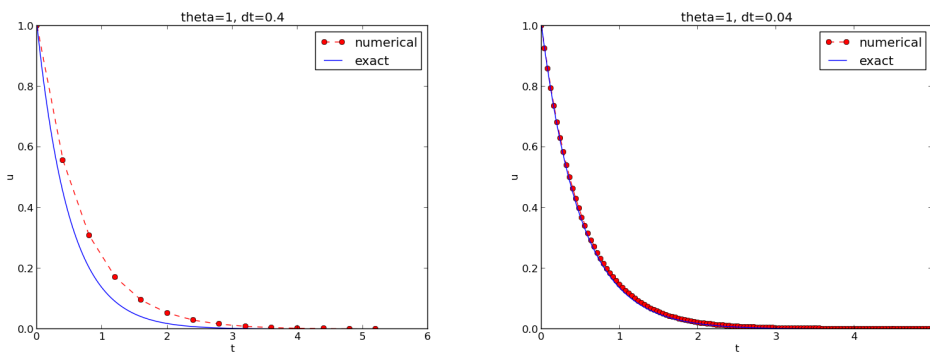 theta=1, dt=0.4
1.0
0.8
0.6
0.4
0.2
0.0
u
0 1 2 3 4 5 6
t
numerical
exact
theta=1, dt=0.04
1.0
0.8
0.6
0.4
0.2
0.0
u
0 1 2 3 4 5
t
numerical
exact